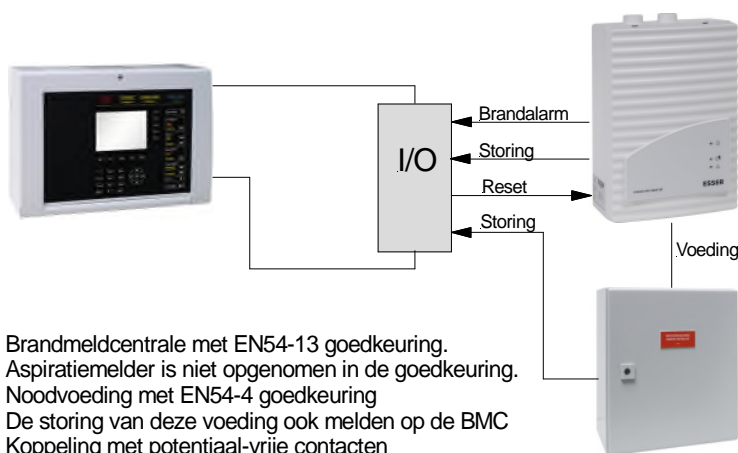 Brandalarm
I/O
Storing
Reset
Storing
ESSER
Voeding
Brandmeldcentrale met EN54-13 goedkeuring.
Aspiratiemelder is niet opgenomen in de goedkeuring.
Noodvoeding met EN54-4 goedkeuring
De storing van deze voeding ook melden op de BMC
Koppeling met potentiaal-vrije contacten